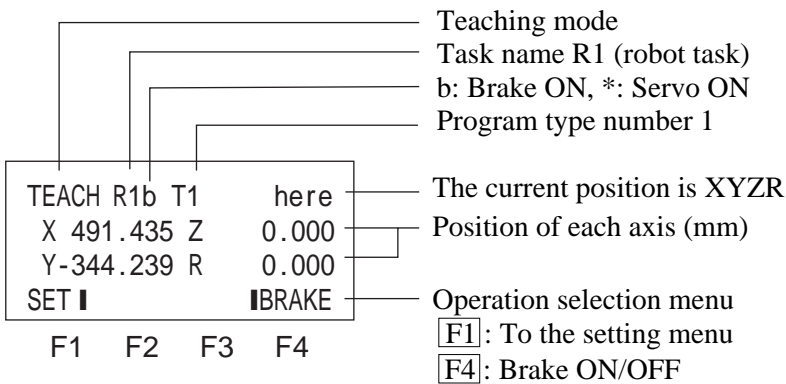 Teaching mode
Task name R1 (robot task)
b: Brake ON, *: Servo ON
Program type number 1
TEACH R1b T1 here
X 491.435 Z 0.000
Y-344.239 R 0.000
SET BRAKE
F1 F2 F3 F4
The current position is XYZR
Position of each axis (mm)
Operation selection menu
F1: To the setting menu
F4: Brake ON/OFF